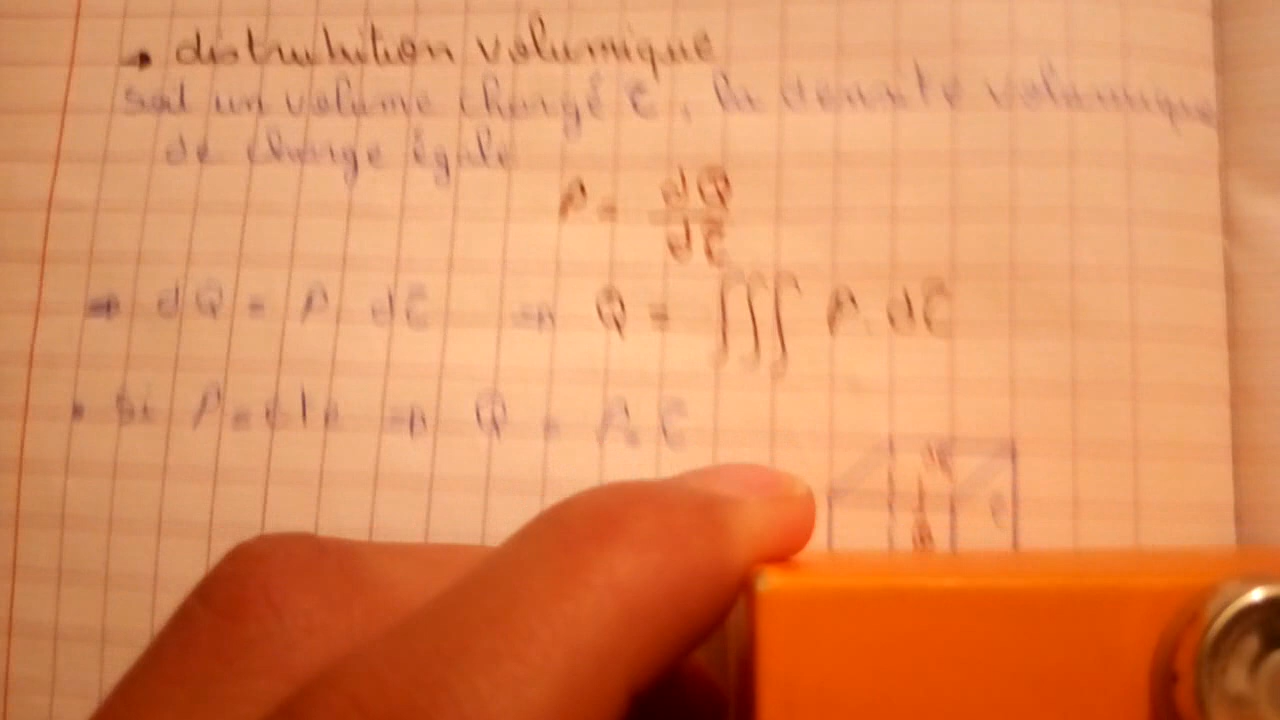 • distribution volumique
soit un volume chargé τ, la densité volumique
de charge égale
ρ = dQ/dτ
⇒ dQ = ρ. dτ ⇒ Q = ∭ ρ. dτ
• si ρ = cte ⇒ Q = ρ. τ